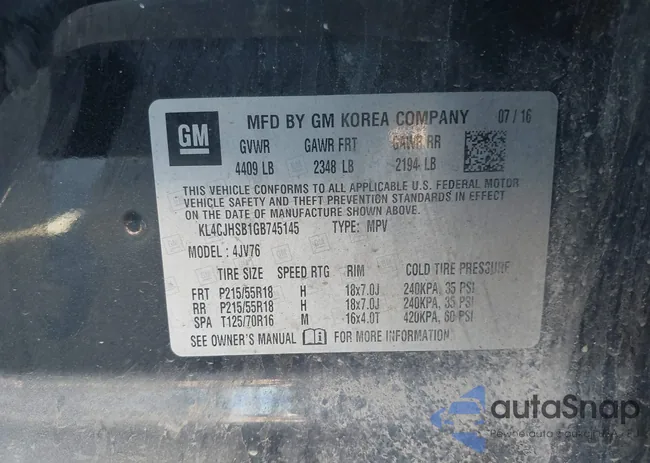 GM
MFD BY GM KOREA COMPANY 07 / 16
GVWR GAWR FRT GAWR RR
4409 LB 2348 LB 2194 LB
THIS VEHICLE CONFORMS TO ALL APPLICABLE U.S. FEDERAL MOTOR
VEHICLE SAFETY AND THEFT PREVENTION STANDARDS IN EFFECT
ON THE DATE OF MANUFACTURE SHOWN ABOVE.
KL4CJHSB1GB745145 TYPE: MPV
MODEL : 4JV76
TIRE SIZE SPEED RTG RIM COLD TIRE PRESSURE
FRT P215/55R18 H 18x7.0J 240KPA, 35 PSI
RR P215/55R18 H 18x7.0J 240KPA, 35 PSI
SPA T125/70R16 M 16x4.0T 420KPA, 60 PSI
SEE OWNER'S MANUAL FOR MORE INFORMATION
autoSnap